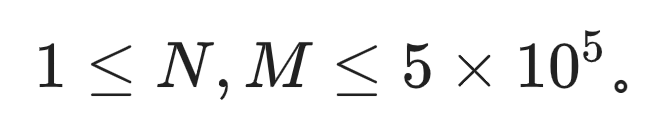 1 ≤ N, M ≤ 5 × 10⁵。